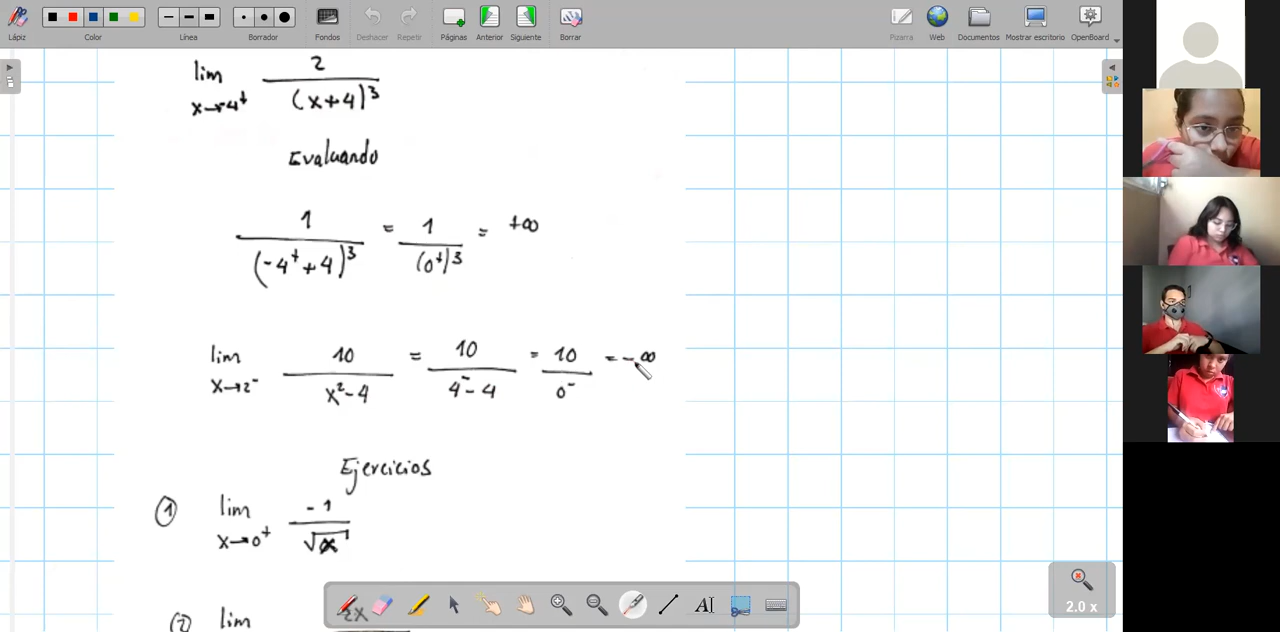 Lápiz Color Línea Borrador Fondos Deshacer Repetir Páginas Anterior Siguiente Borrar Pizarra Web Documentos Mostrar escritorio OpenBoard
lim x→-4⁺ 2/(x+4)³
Evaluando
1/(-4⁺+4)³ = 1/(0⁺)³ = +∞
lim x→2⁻ 10/(x²-4) = 10/(4⁻-4) = 10/0⁻ = -∞
Ejercicios
① lim x→0⁺ -1/√x
② lim 2x
2.0 x